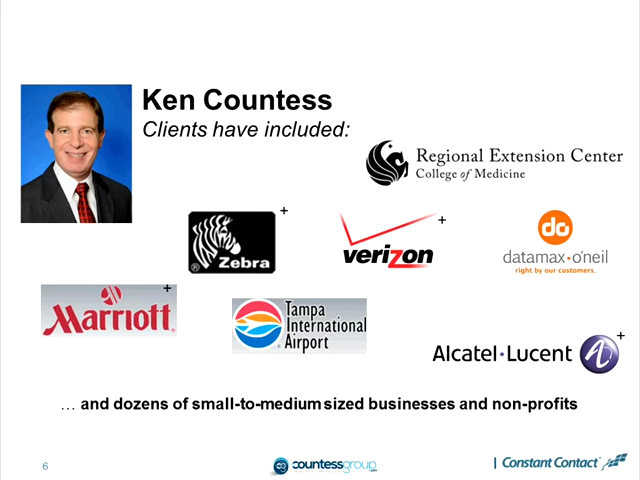 Ken Countess
Clients have included:
Regional Extension Center
College of Medicine
+
Zebra
+
verizon
do
datamax•o'neil
right by our customers.
+
Marriott
Tampa
International
Airport
+
Alcatel•Lucent
… and dozens of small-to-medium sized businesses and non-profits
6
cg
countessgroup
.com
| Constant Contact